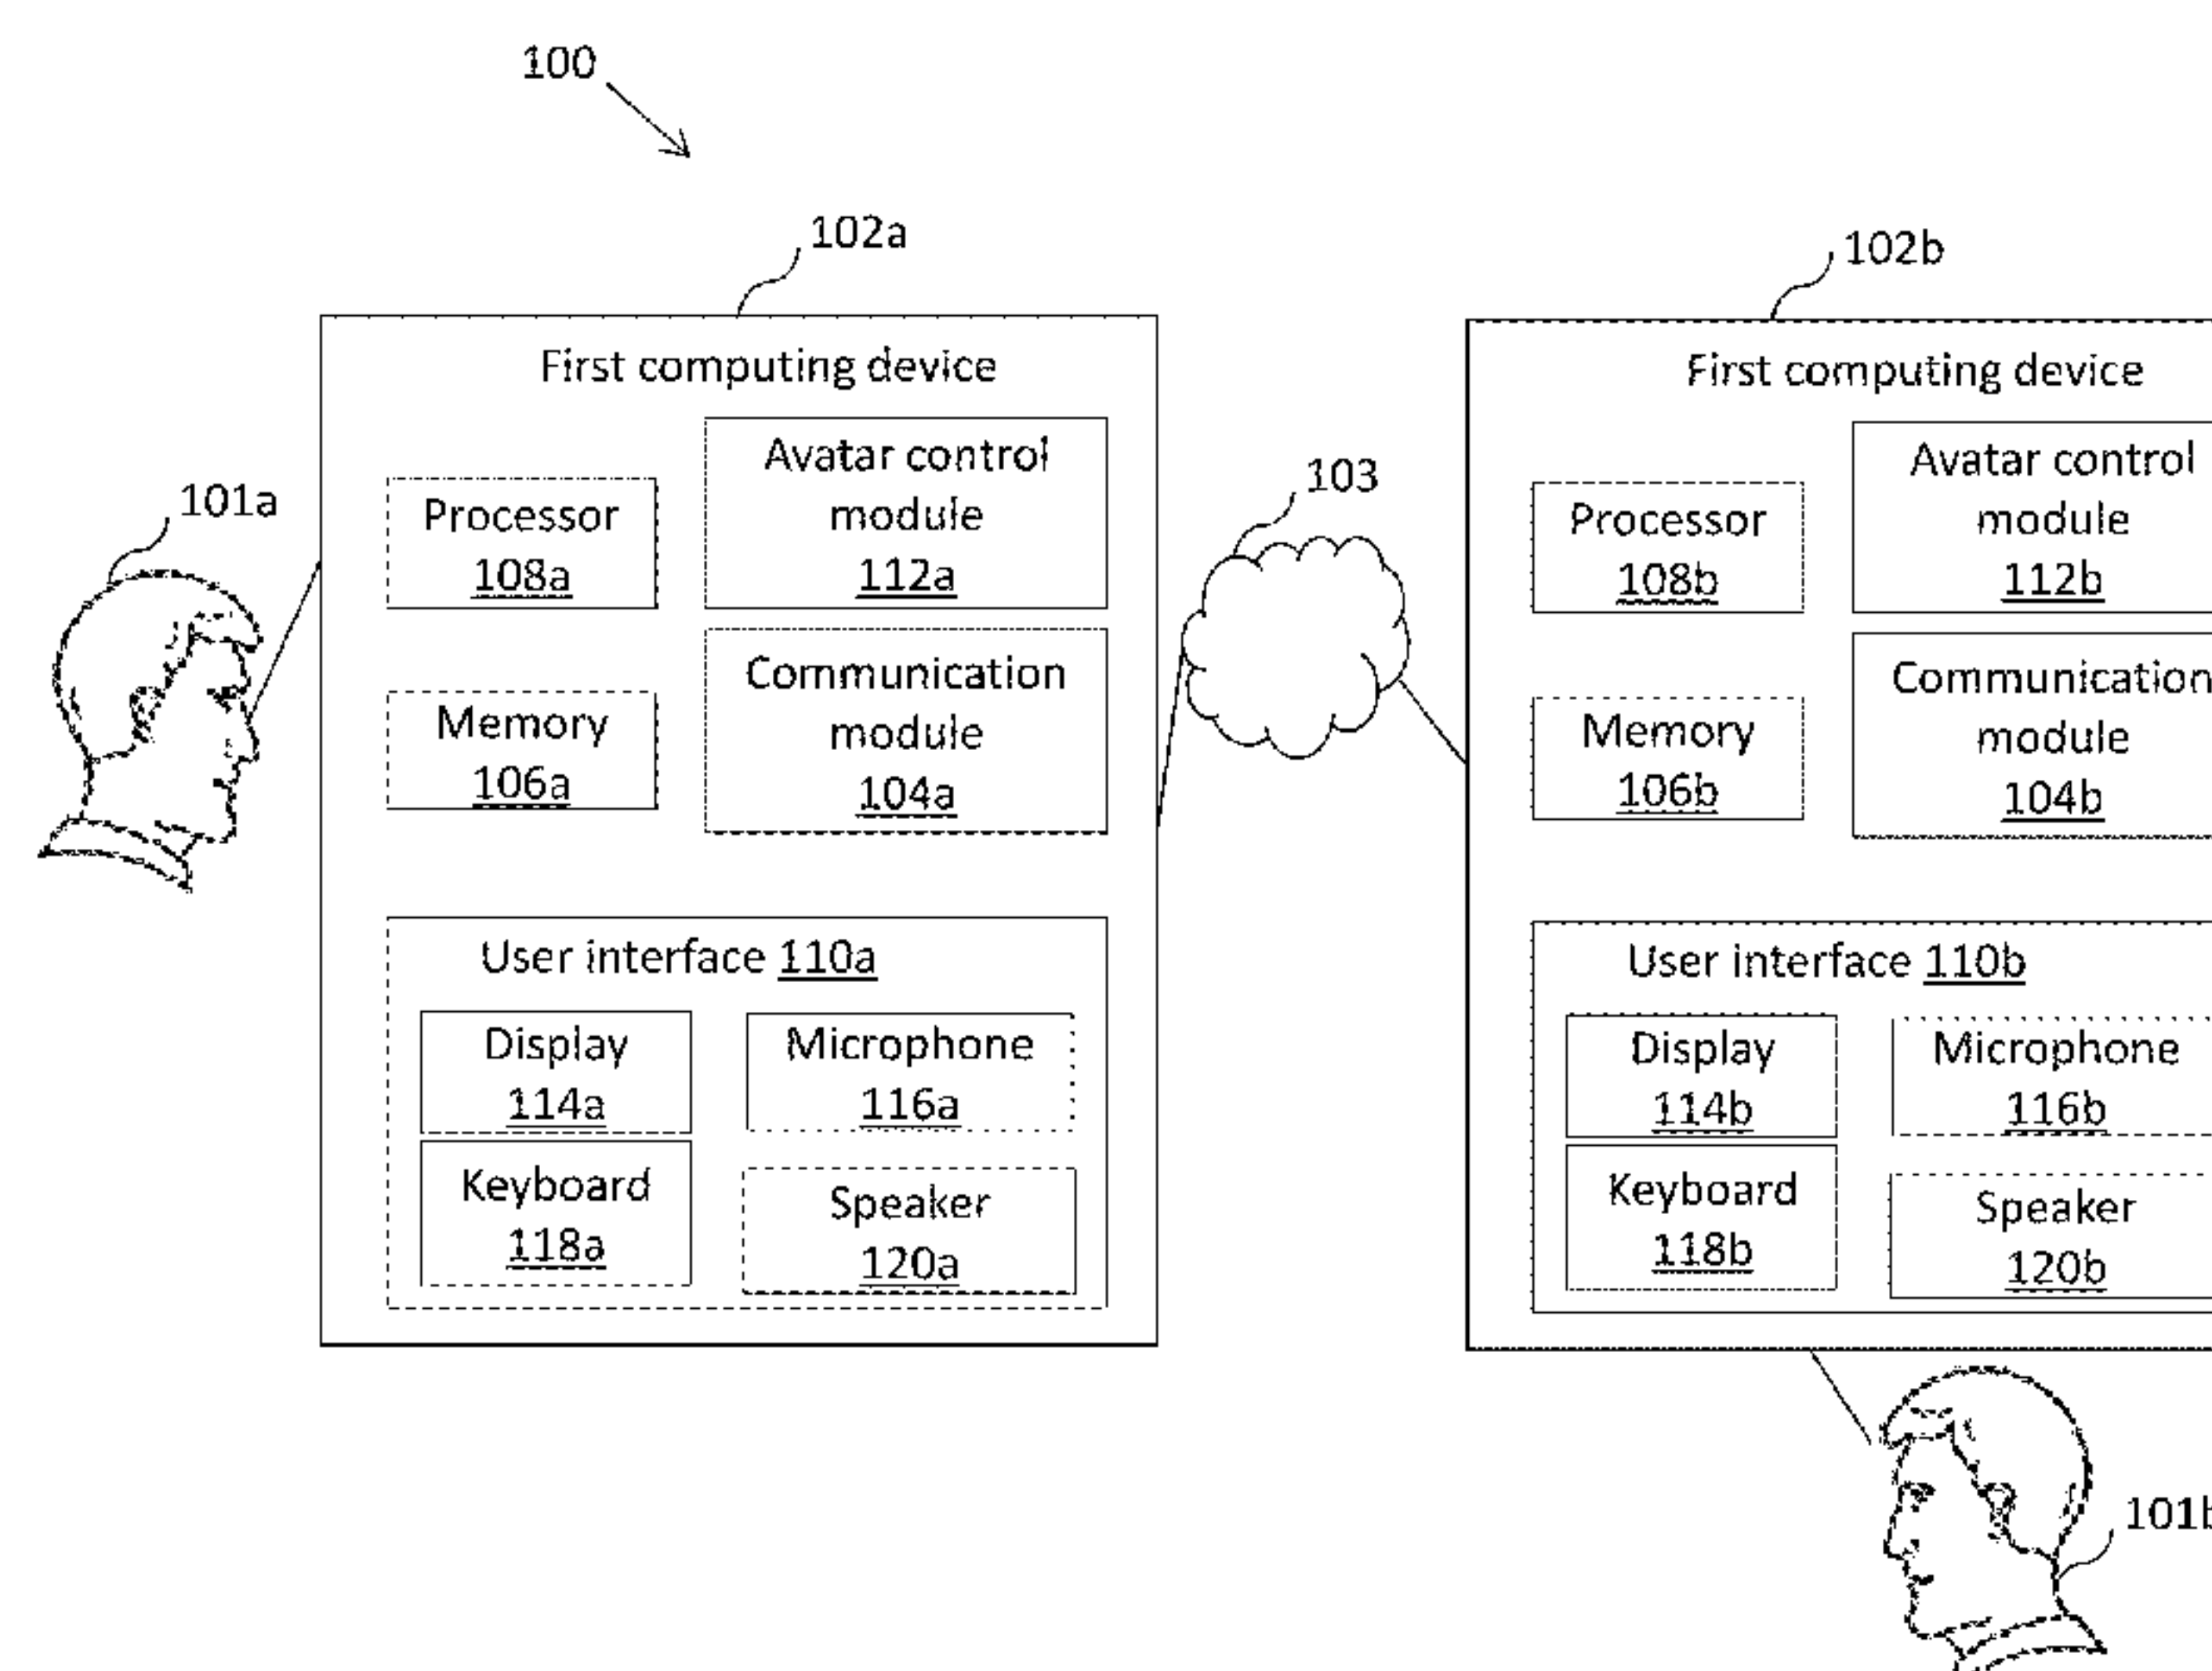 100
102a
102b
First computing device
First computing device
Avatar control
module
112a
Processor
108a
Communication
module
104a
Memory
106a
User interface 110a
Display
114a
Microphone
116a
Keyboard
118a
Speaker
120a
101a
103
Avatar control
module
112b
Processor
108b
Communication
module
104b
Memory
106b
User interface 110b
Display
114b
Microphone
116b
Keyboard
118b
Speaker
120b
101b